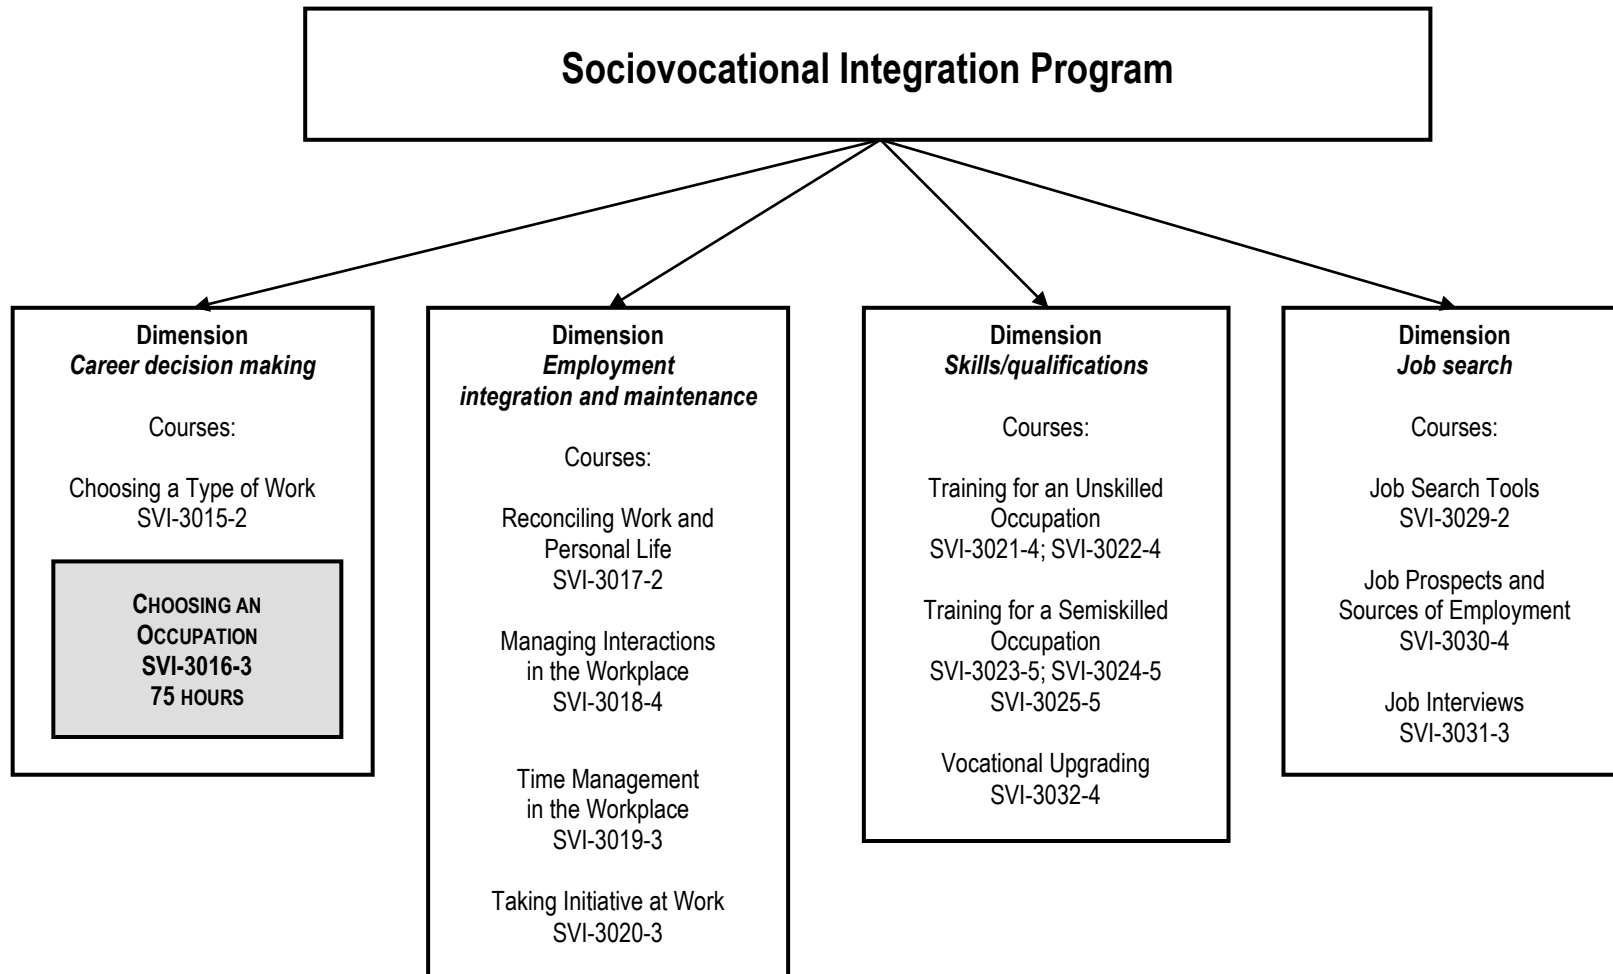 Sociovocational Integration Program
Dimension
Career decision making
Courses:
Choosing a Type of Work
SVI-3015-2
CHOOSING AN
OCCUPATION
SVI-3016-3
75 HOURS
Dimension
Employment
integration and maintenance
Courses:
Reconciling Work and
Personal Life
SVI-3017-2
Managing Interactions
in the Workplace
SVI-3018-4
Time Management
in the Workplace
SVI-3019-3
Taking Initiative at Work
SVI-3020-3
Dimension
Skills/qualifications
Courses:
Training for an Unskilled
Occupation
SVI-3021-4; SVI-3022-4
Training for a Semiskilled
Occupation
SVI-3023-5; SVI-3024-5
SVI-3025-5
Vocational Upgrading
SVI-3032-4
Dimension
Job search
Courses:
Job Search Tools
SVI-3029-2
Job Prospects and
Sources of Employment
SVI-3030-4
Job Interviews
SVI-3031-3